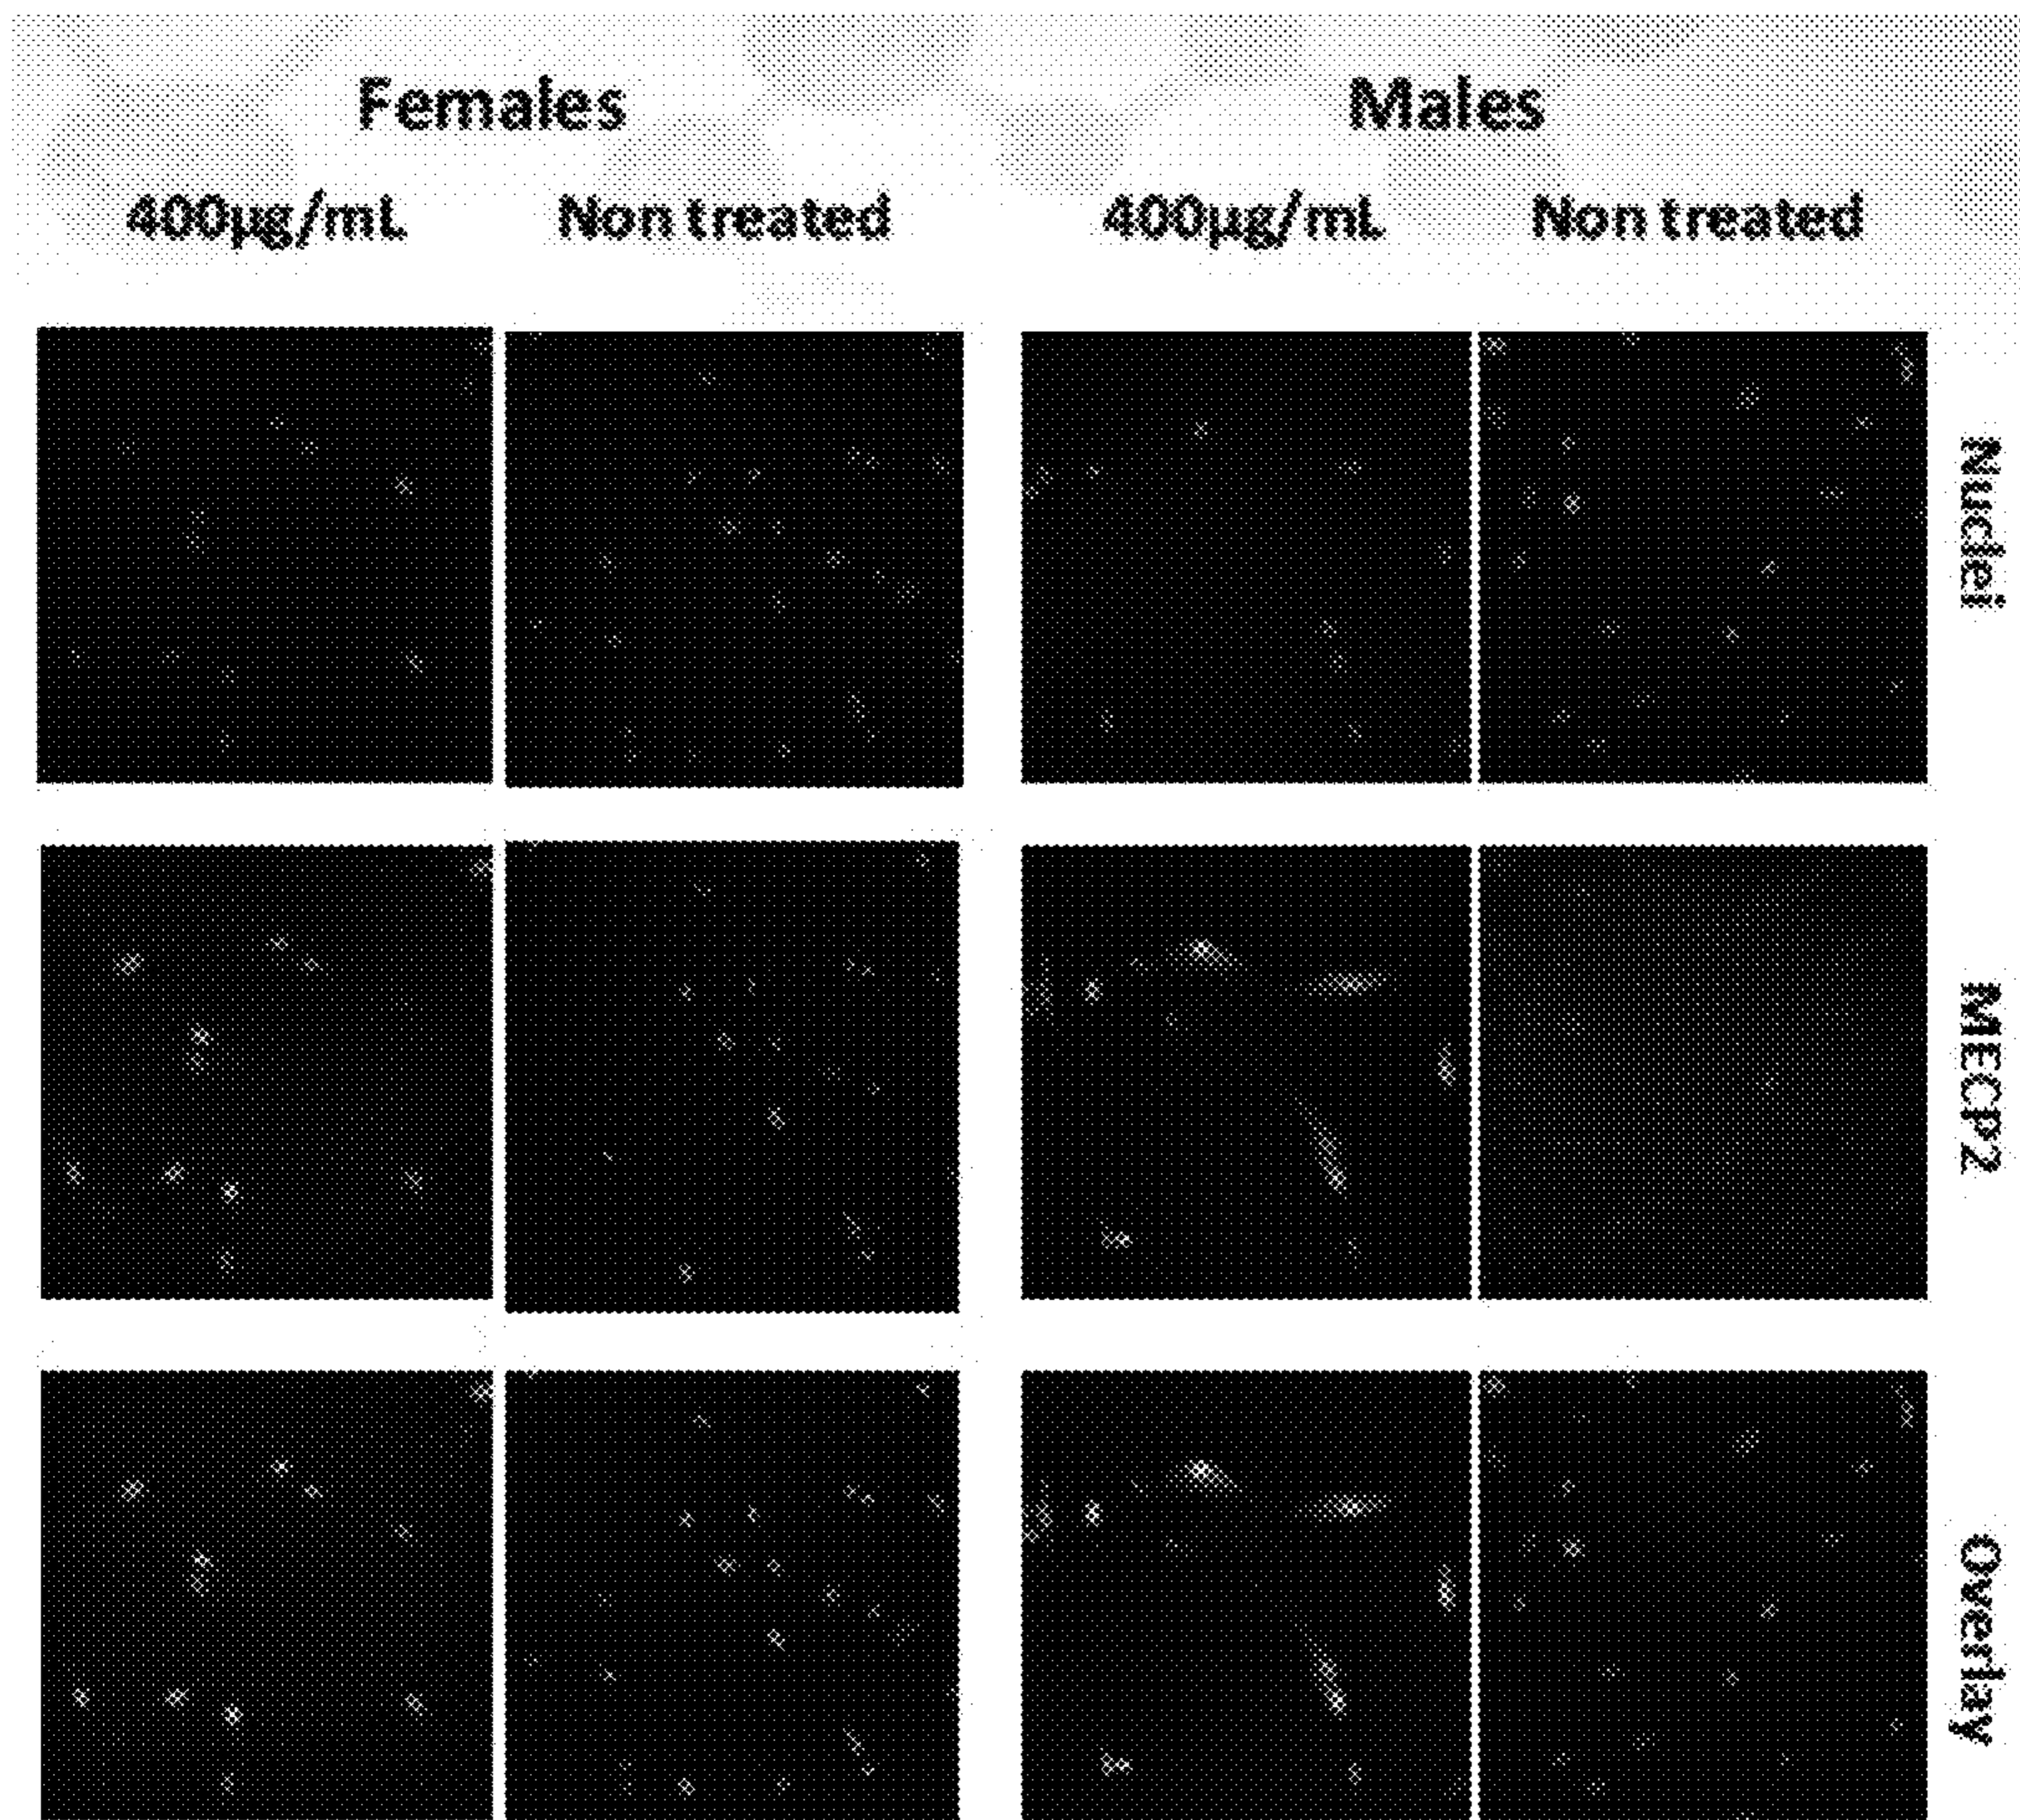 Females Males
400µg/mL Non treated 400µg/mL Non treated
Nuclei
MECP2
Overlay